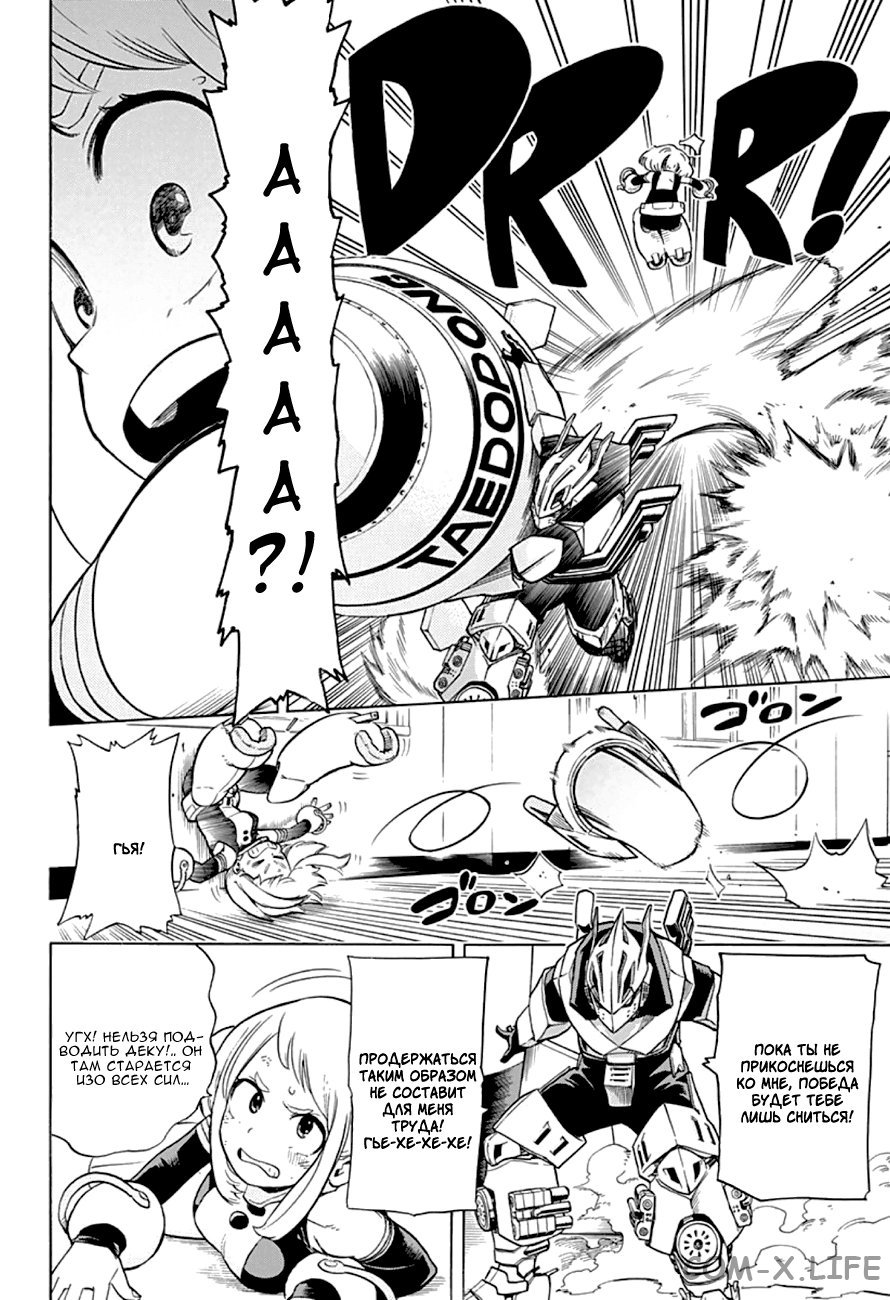 DRR!
А
А
А
А
А
?!
TAEDOPONG
ゴロン
ГЬЯ!
ゴロン
ПОКА ТЫ НЕ
ПРИКОСНЕШЬСЯ
КО МНЕ, ПОБЕДА
БУДЕТ ТЕБЕ
ЛИШЬ СНИТЬСЯ!
ПРОДЕРЖАТЬСЯ
ТАКИМ ОБРАЗОМ
НЕ СОСТАВИТ
ДЛЯ МЕНЯ
ТРУДА!
ГЬЕ-ХЕ-ХЕ-ХЕ!
УГХ! НЕЛЬЗЯ ПОД-
ВОДИТЬ ДЕКУ!.. ОН
ТАМ СТАРАЕТСЯ
ИЗО ВСЕХ
СИЛ...
COM-X.LIFE